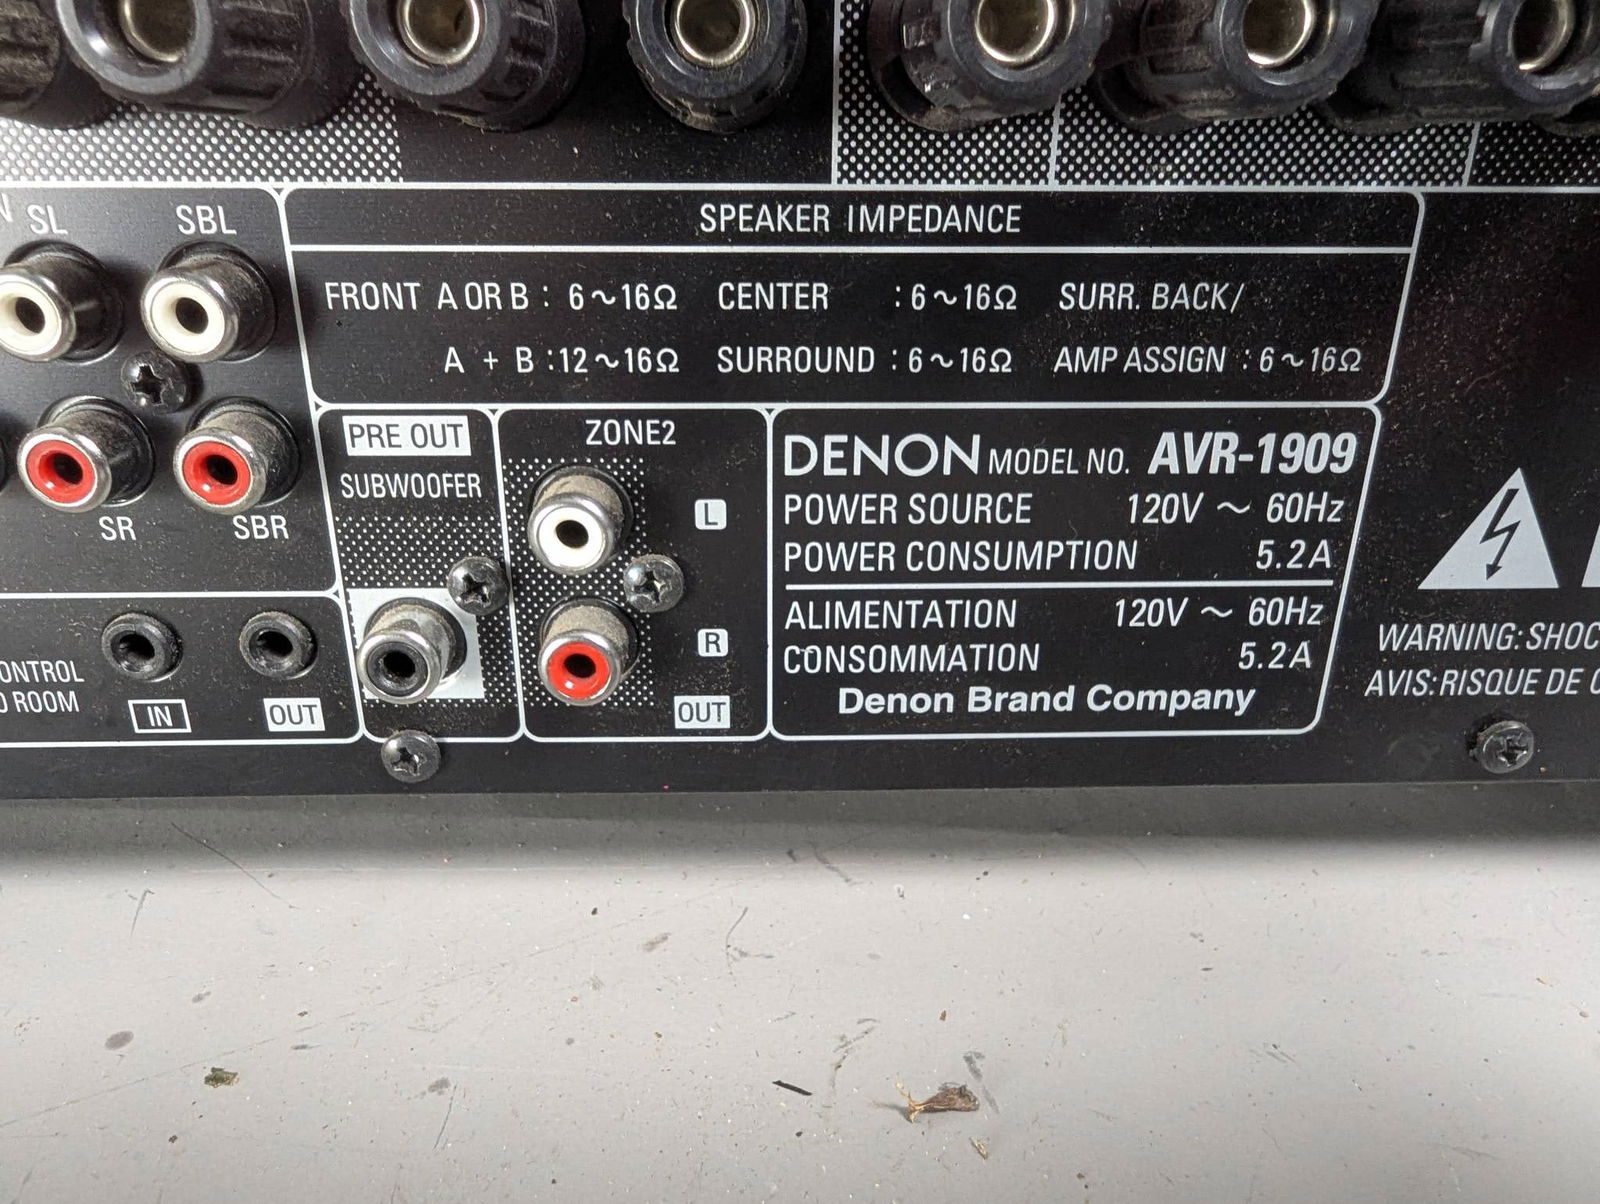 SL SBL
SR SBR
ONTROL
ROOM
IN OUT
SPEAKER IMPEDANCE
FRONT A OR B : 6~16Ω CENTER : 6~16Ω SURR. BACK/
A + B : 12~16Ω SURROUND : 6~16Ω AMP ASSIGN : 6~16Ω
PRE OUT
SUBWOOFER
ZONE2
L
R
OUT
DENON MODEL NO. AVR-1909
POWER SOURCE 120V ~ 60Hz
POWER CONSUMPTION 5.2A
ALIMENTATION 120V ~ 60Hz
CONSOMMATION 5.2A
Denon Brand Company
WARNING: SHOC
AVIS: RISQUE DE